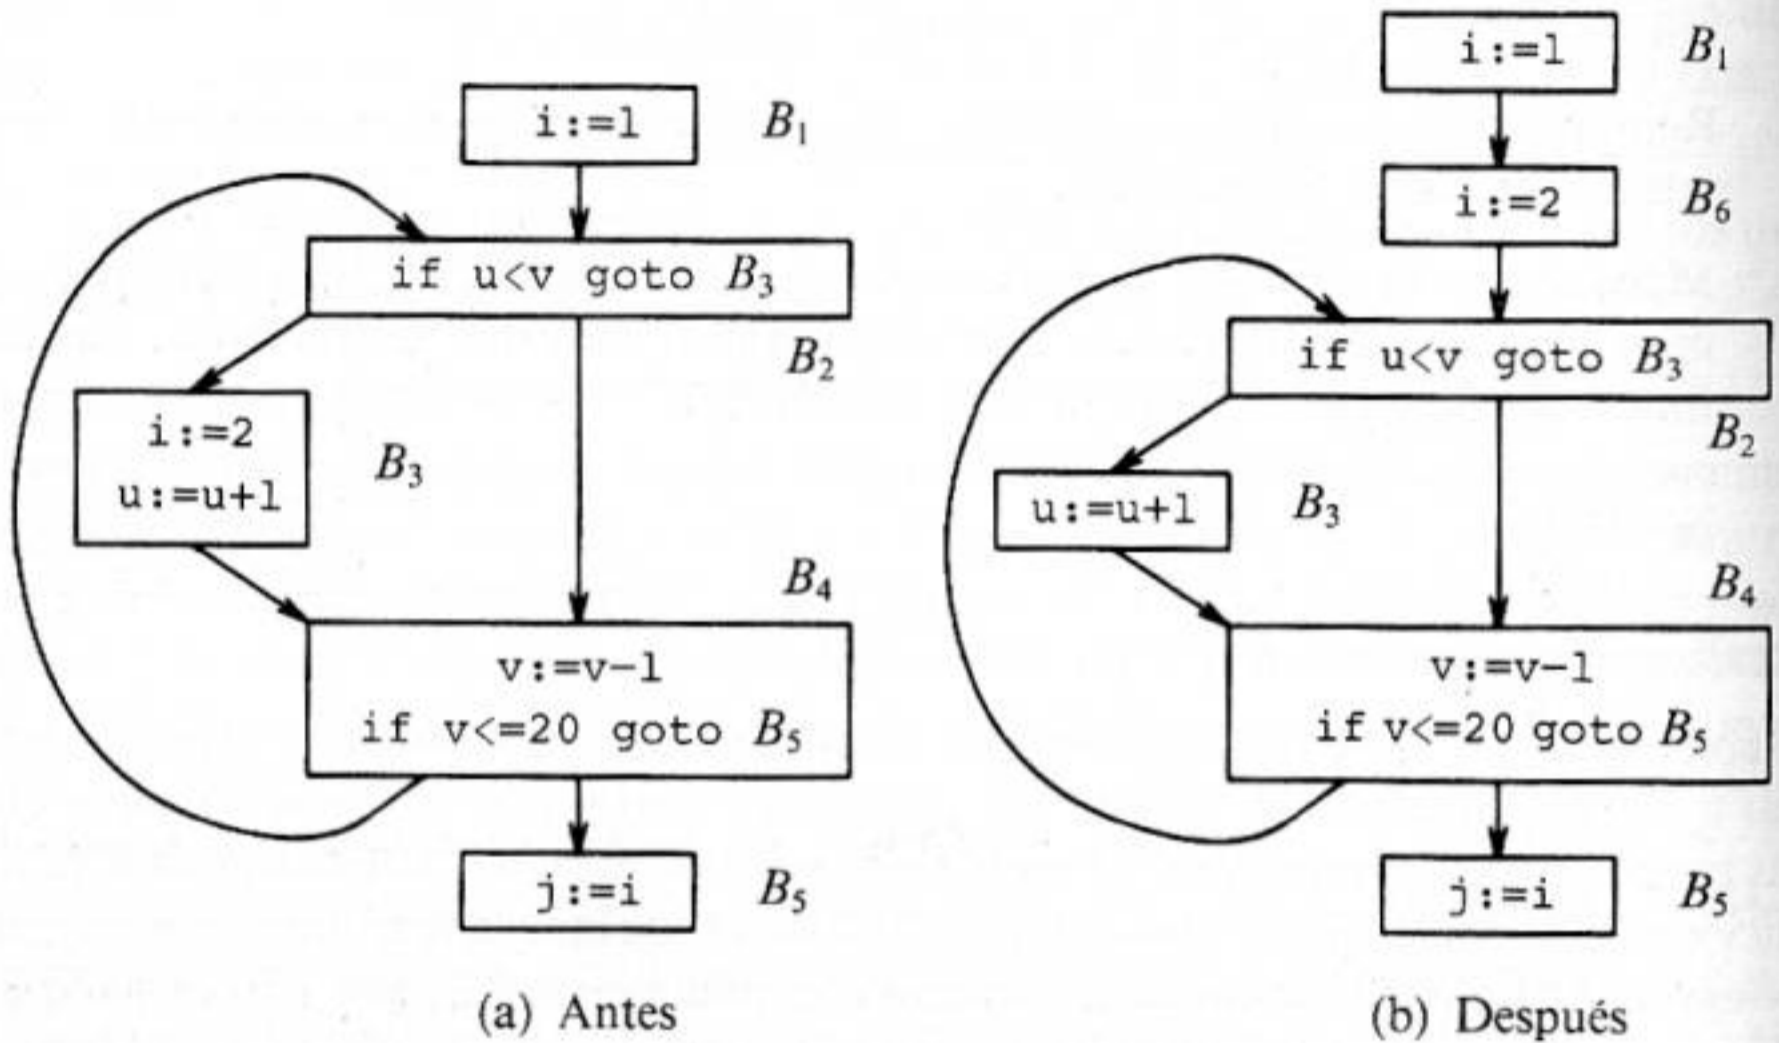 i:=1 B1
if u<v goto B3
B2
i:=2
u:=u+1
B3
B4
v:=v-1
if v<=20 goto B5
j:=i B5
(a) Antes
i:=1 B1
i:=2 B6
if u<v goto B3
B2
u:=u+1 B3
B4
v:=v-1
if v<=20 goto B5
j:=i B5
(b) Después